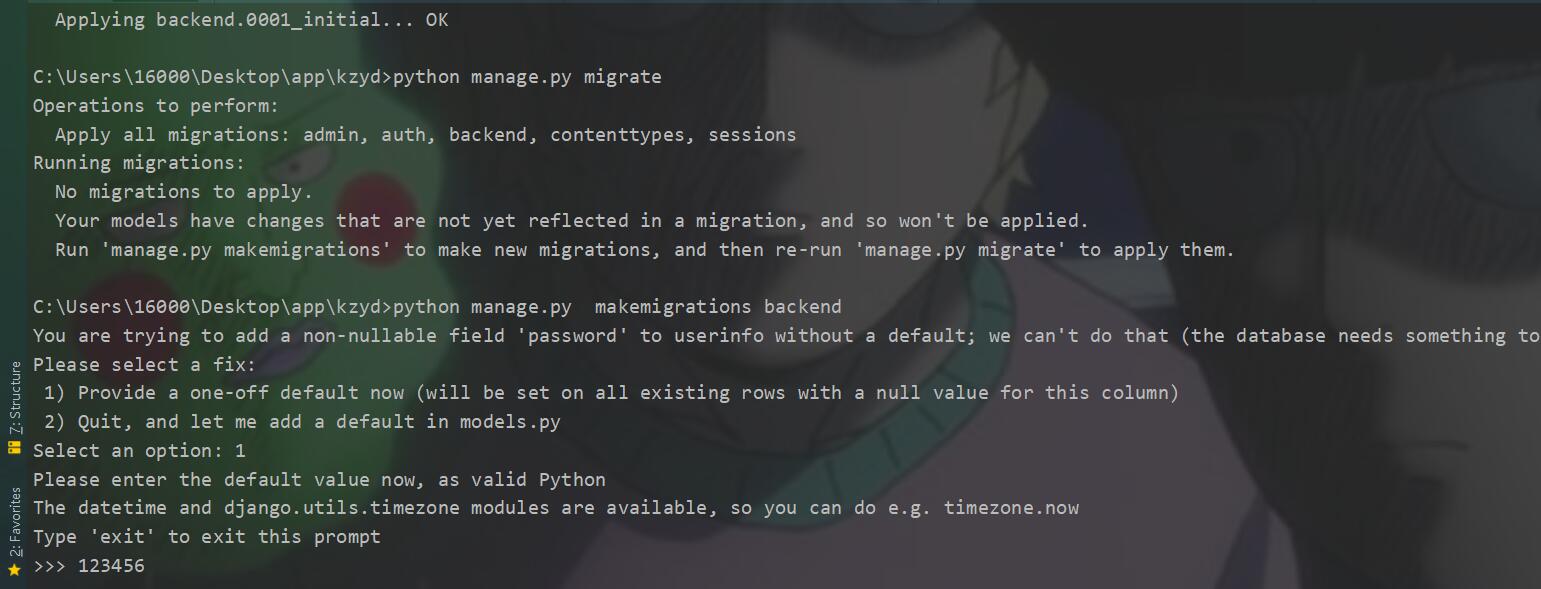 Applying backend.0001_initial... OK
C:\Users\16000\Desktop\app\kzyd>python manage.py migrate
Operations to perform:
Apply all migrations: admin, auth, backend, contenttypes, sessions
Running migrations:
No migrations to apply.
Your models have changes that are not yet reflected in a migration, and so won't be applied.
Run 'manage.py makemigrations' to make new migrations, and then re-run 'manage.py migrate' to apply them.
C:\Users\16000\Desktop\app\kzyd>python manage.py  makemigrations backend
You are trying to add a non-nullable field 'password' to userinfo without a default; we can't do that (the database needs something to
Please select a fix:
1) Provide a one-off default now (will be set on all existing rows with a null value for this column)
2) Quit, and let me add a default in models.py
Select an option: 1
Please enter the default value now, as valid Python
The datetime and django.utils.timezone modules are available, so you can do e.g. timezone.now
Type 'exit' to exit this prompt
>>> 123456
7: Structure
2: Favorites